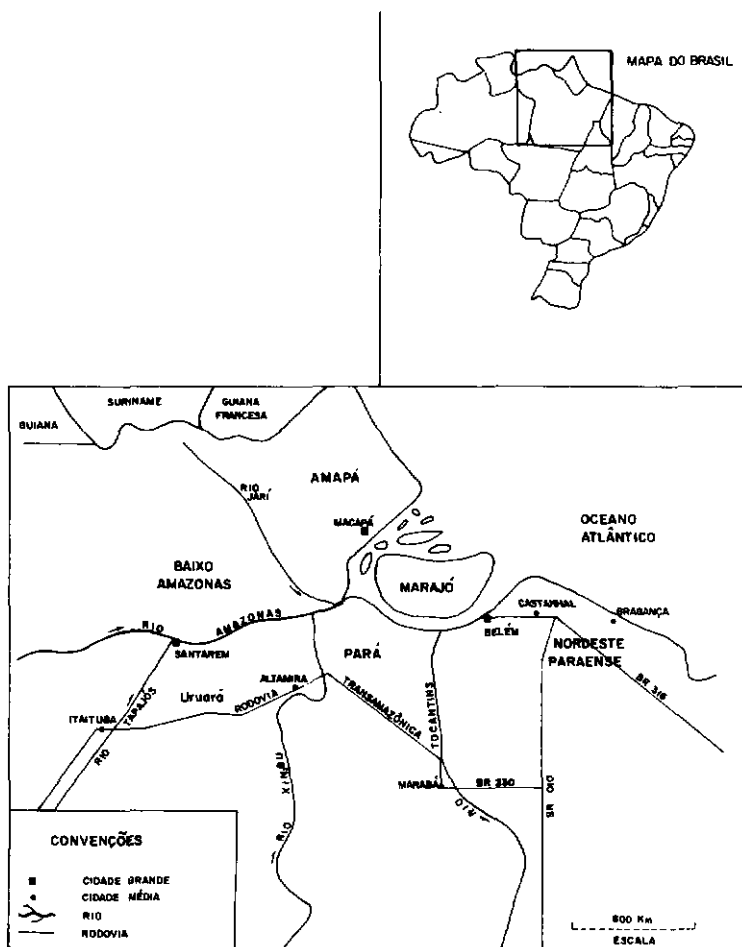 MAPA DO BRASIL
SURINAME
GUIANA
FRANCESA
GUIANA
AMAPÁ
RIO
JARÍ
MACAPÁ
OCEANO
ATLÂNTICO
BAIXO
AMAZONAS
MARAJÓ
RIO AMAZONAS
CASTANHAL
BRAGANÇA
BELÉM
SANTAREM
PARÁ
NORDESTE
PARAENSE
BR 316
ALTAMIRA
Uruará
RODOVIA TRANSAMAZÔNICA
ITAITUBA
RIO TAPAJÓS
RIO TOCANTINS
RIO XINGU
MARABÁ
BR 230
BR 010
CONVENÇÕES
CIDADE GRANDE
CIDADE MÉDIA
RIO
RODOVIA
ESCALA